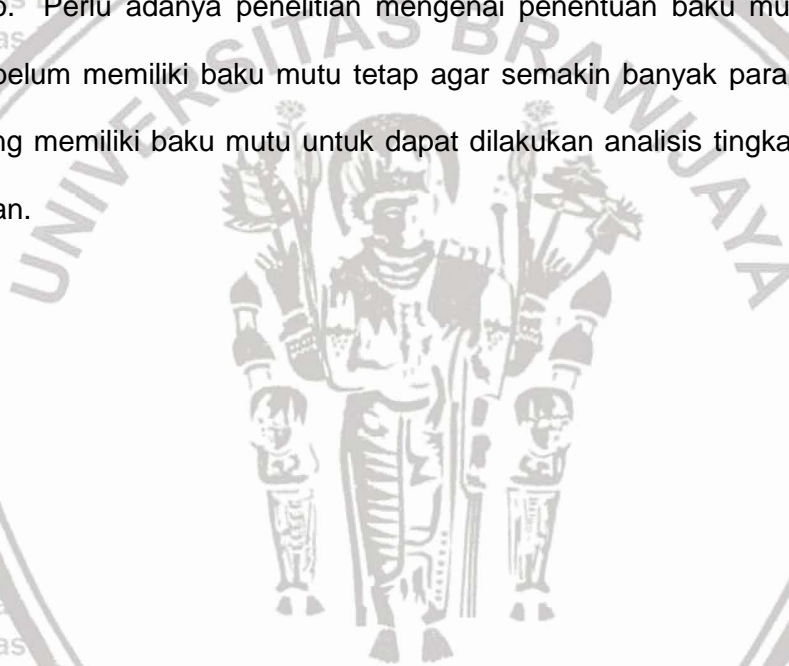 Perlu adanya penelitian mengenai penentuan baku mu
belum memiliki baku mutu tetap agar semakin banyak para
ng memiliki baku mutu untuk dapat dilakukan analisis tingka
an.
UNIVERSITAS BRAWIJAYA
as
as